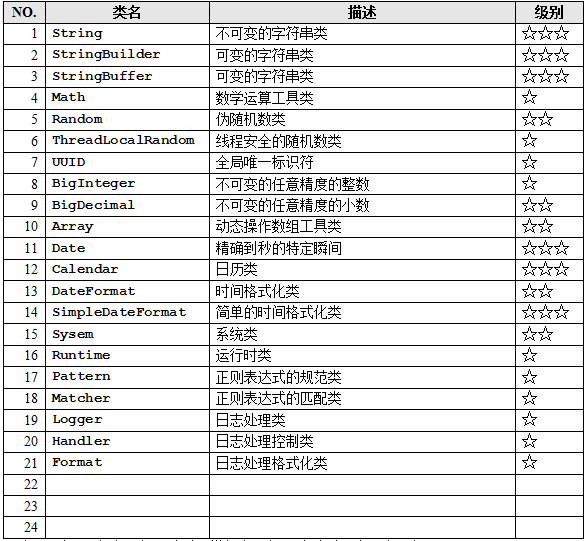 NO. 类名 描述 级别
1 String 不可变的字符串类 ☆☆☆
2 StringBuilder 可变的字符串类 ☆☆☆
3 StringBuffer 可变的字符串类 ☆☆☆
4 Math 数学运算工具类 ☆
5 Random 伪随机数类 ☆☆
6 ThreadLocalRandom 线程安全的随机数类 ☆
7 UUID 全局唯一标识符 ☆
8 BigInteger 不可变的任意精度的整数 ☆
9 BigDecimal 不可变的任意精度的小数 ☆☆
10 Array 动态操作数组工具类 ☆☆
11 Date 精确到秒的特定瞬间 ☆☆☆
12 Calendar 日历类 ☆☆☆
13 DateFormat 时间格式化类 ☆☆
14 SimpleDateFormat 简单的时间格式化类 ☆☆☆
15 Sysem 系统类 ☆☆
16 Runtime 运行时类 ☆
17 Pattern 正则表达式的规范类 ☆
18 Matcher 正则表达式的匹配类 ☆
19 Logger 日志处理类 ☆
20 Handler 日志处理控制类 ☆
21 Format 日志处理格式化类 ☆
22
23
24